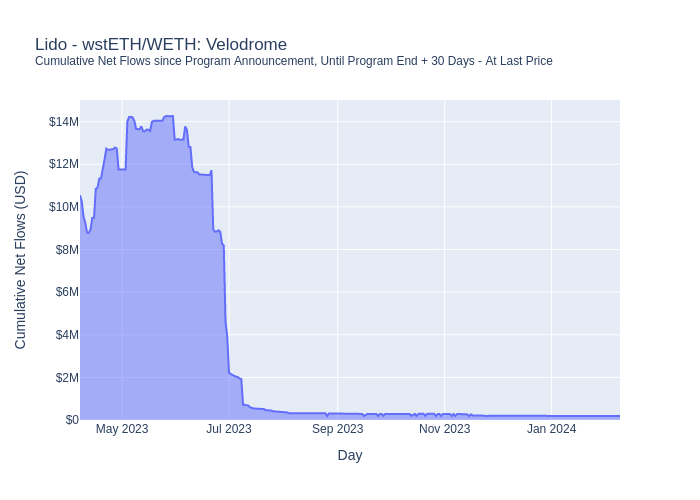 Lido - wstETH/WETH: Velodrome
Cumulative Net Flows since Program Announcement, Until Program End + 30 Days - At Last Price
$14M
$12M
$10M
$8M
$6M
$4M
$2M
$0
Cumulative Net Flows (USD)
May 2023
Jul 2023
Sep 2023
Nov 2023
Jan 2024
Day